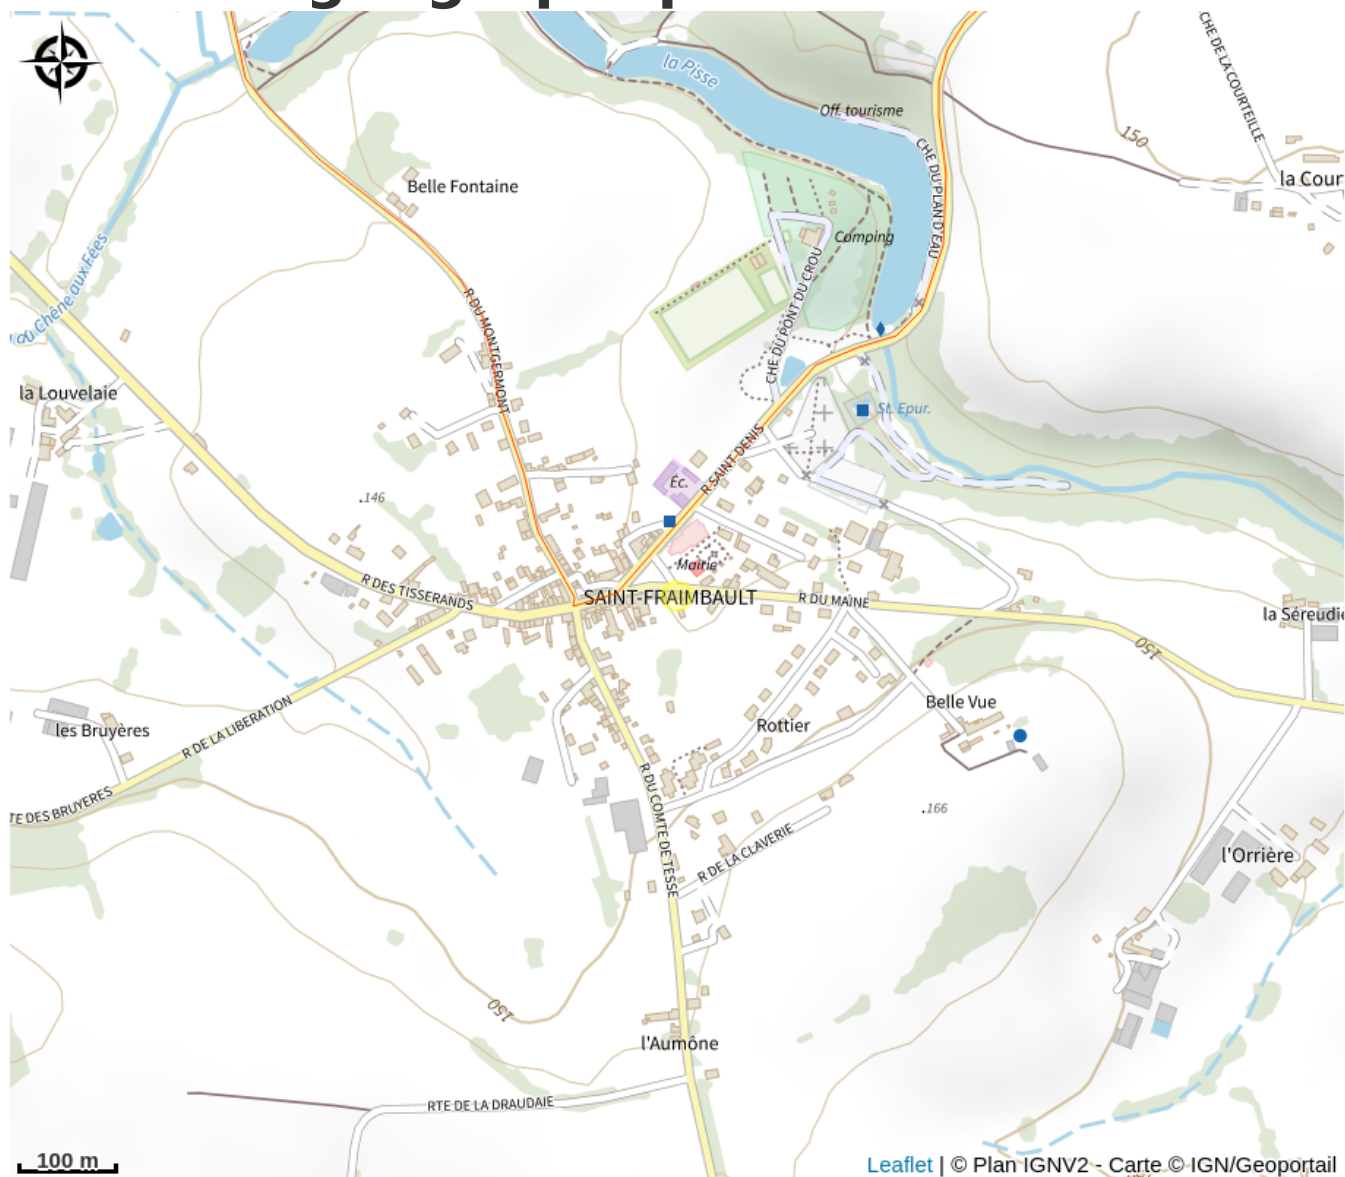 la Pisse
CHE DE LA COURTEILLE
Off. tourisme
150
CHE DU PLAN D'EAU
la Cour
Belle Fontaine
Camping
du Chêne aux Fées
CHE DU PONT DU CROU
R DU MONTGERMONT
la Louvelaie
St. Epur.
R SAINT-DENIS
Éc.
.146
Mairie
R DES TISSERANDS
SAINT-FRAIMBAULT
R DU MAINE
la Séreudie
150
Belle Vue
les Bruyères
R DE LA LIBERATION
Rottier
TE DES BRUYERES
R DU COMTE DE TESSE
.166
R DE LA CLAVERIE
l'Orrière
150
l'Aumône
RTE DE LA DRAUDAIE
100 m
Leaflet | © Plan IGNV2 - Carte © IGN/Geoportail